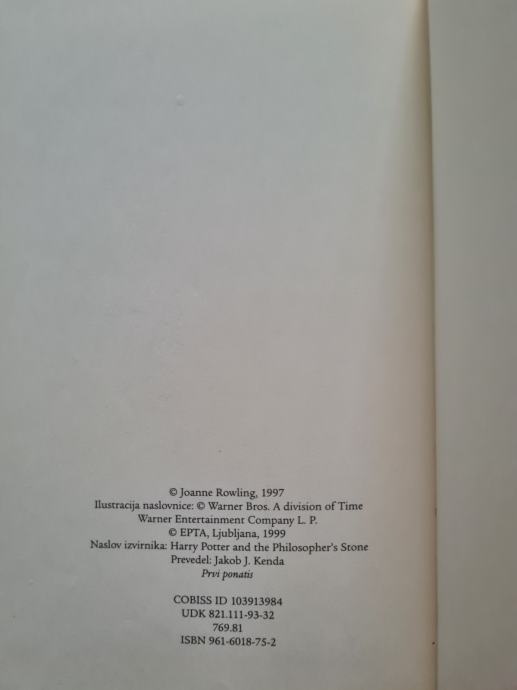 © Joanne Rowling, 1997
Ilustracija naslovnice: © Warner Bros. A division of Time
Warner Entertainment Company L. P.
© EPTA, Ljubljana, 1999
Naslov izvirnika: Harry Potter and the Philosopher's Stone
Prevedel: Jakob J. Kenda
Prvi ponatis
COBISS ID 103913984
UDK 821.111-93-32
769.81
ISBN 961-6018-75-2